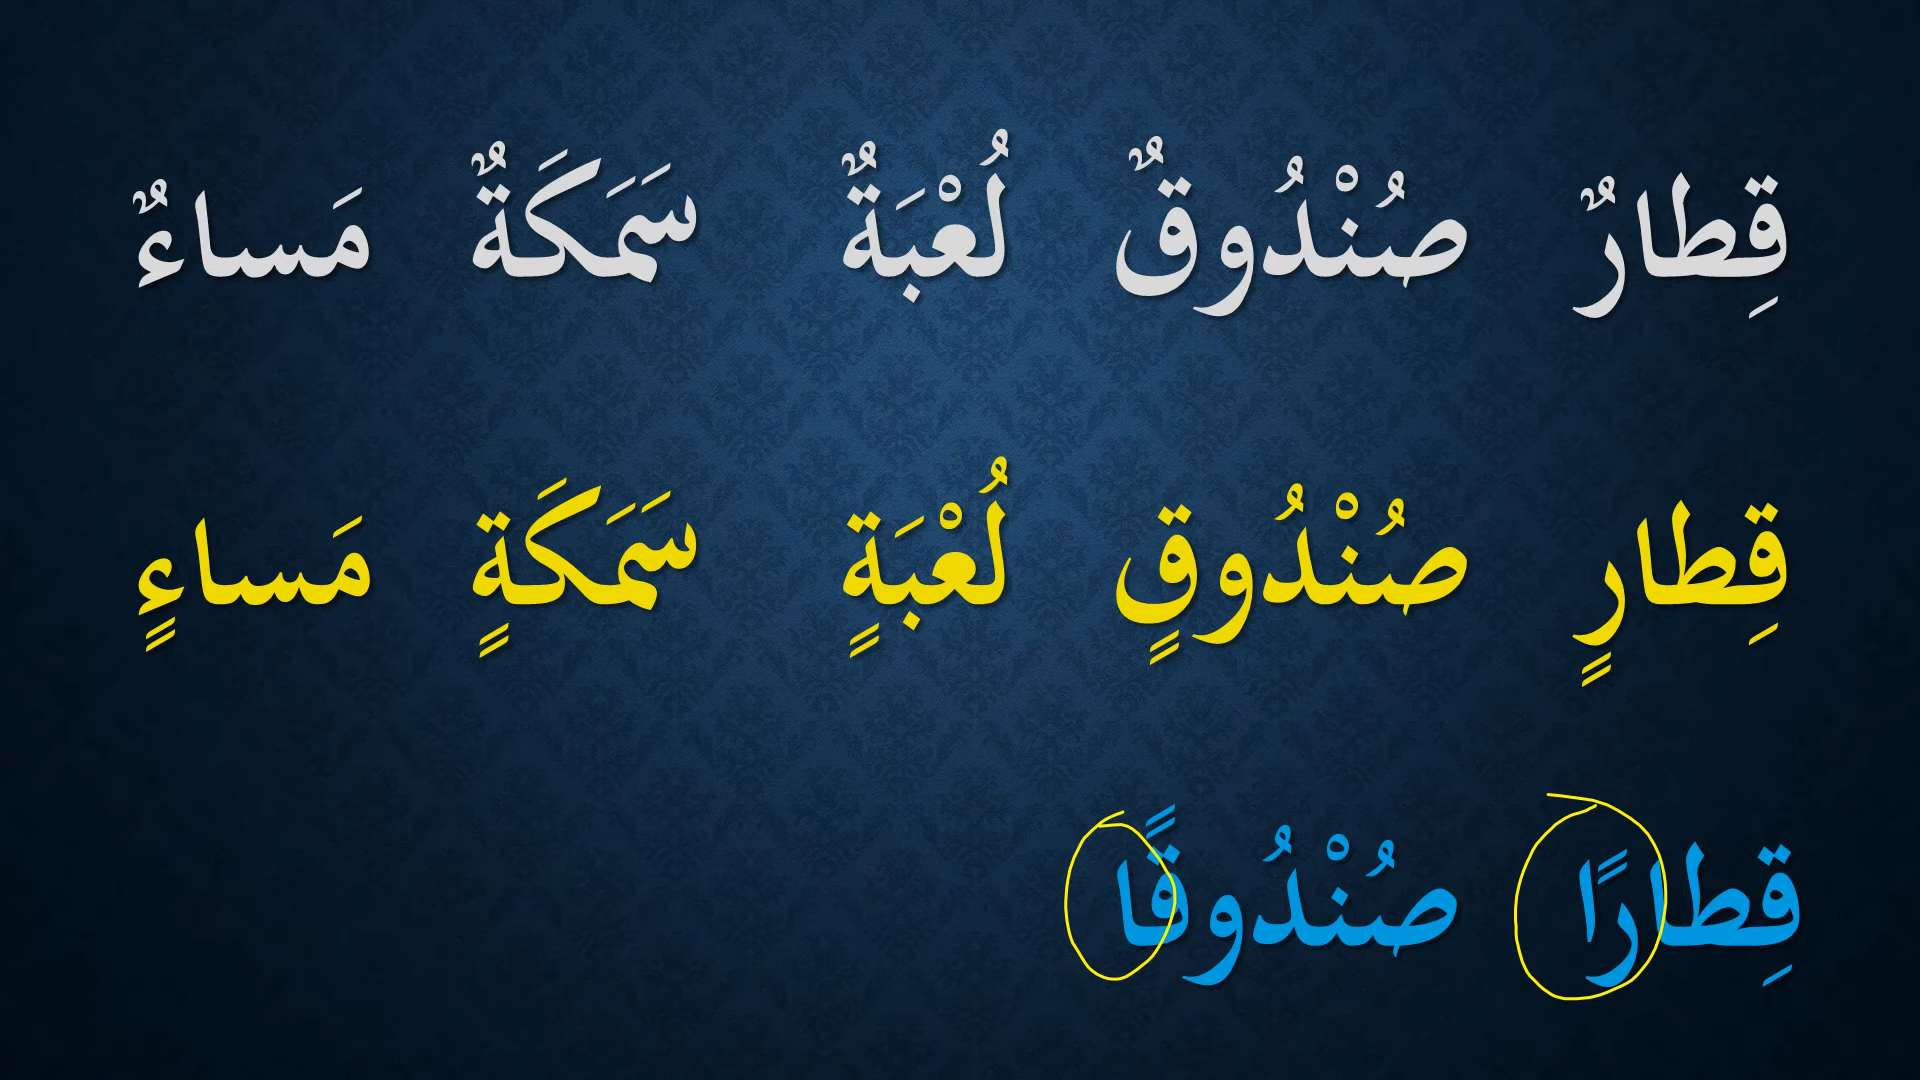 قِطارٌ صُنْدُوقٌ لُعْبَةٌ سَمَكَةٌ مَساءٌ
قِطارٍ صُنْدُوقٍ لُعْبَةٍ سَمَكَةٍ مَساءٍ
قِطارًا صُنْدُوقًا